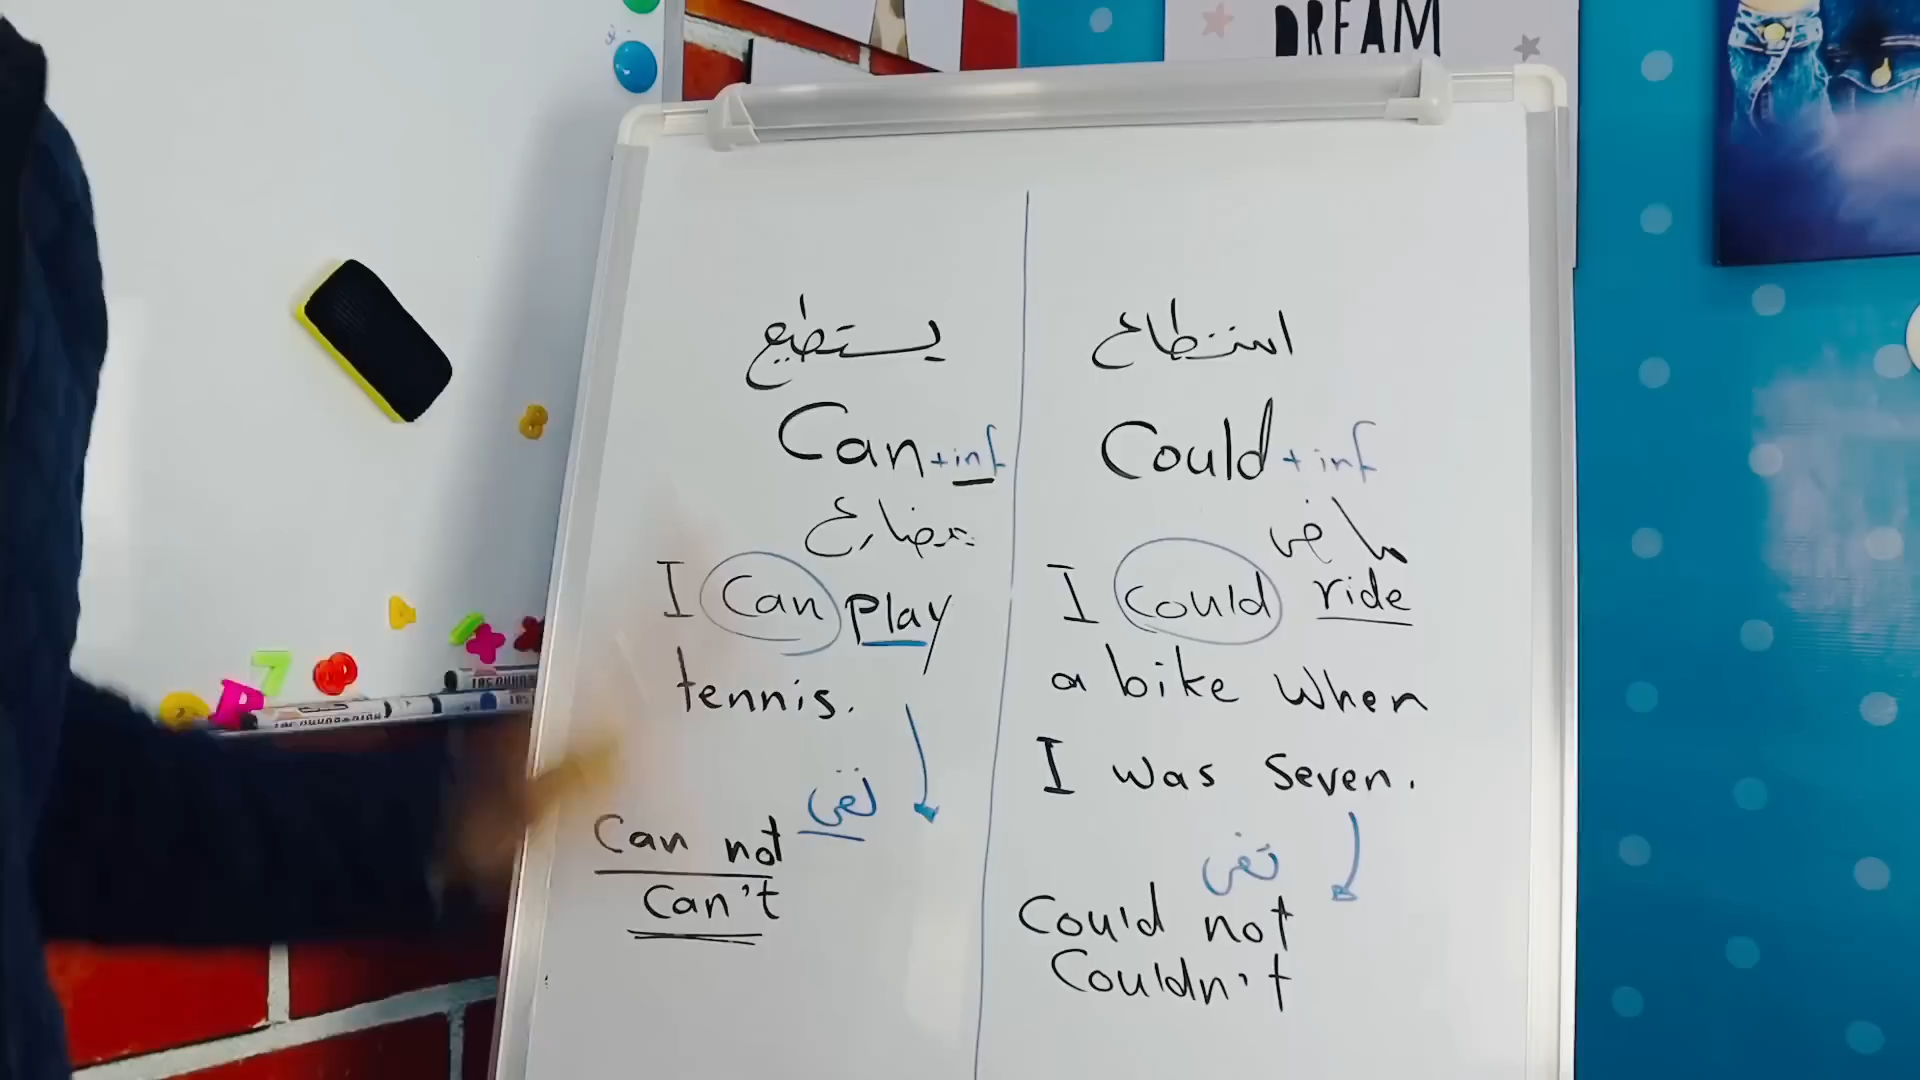 DREAM
يستطيع
Can + inf
مضارع
I Can play
tennis.
نفي
Can not
Can't
استطاع
Could + inf
ماضي
I could ride
a bike when
I was seven.
نفي
Could not
Couldn't